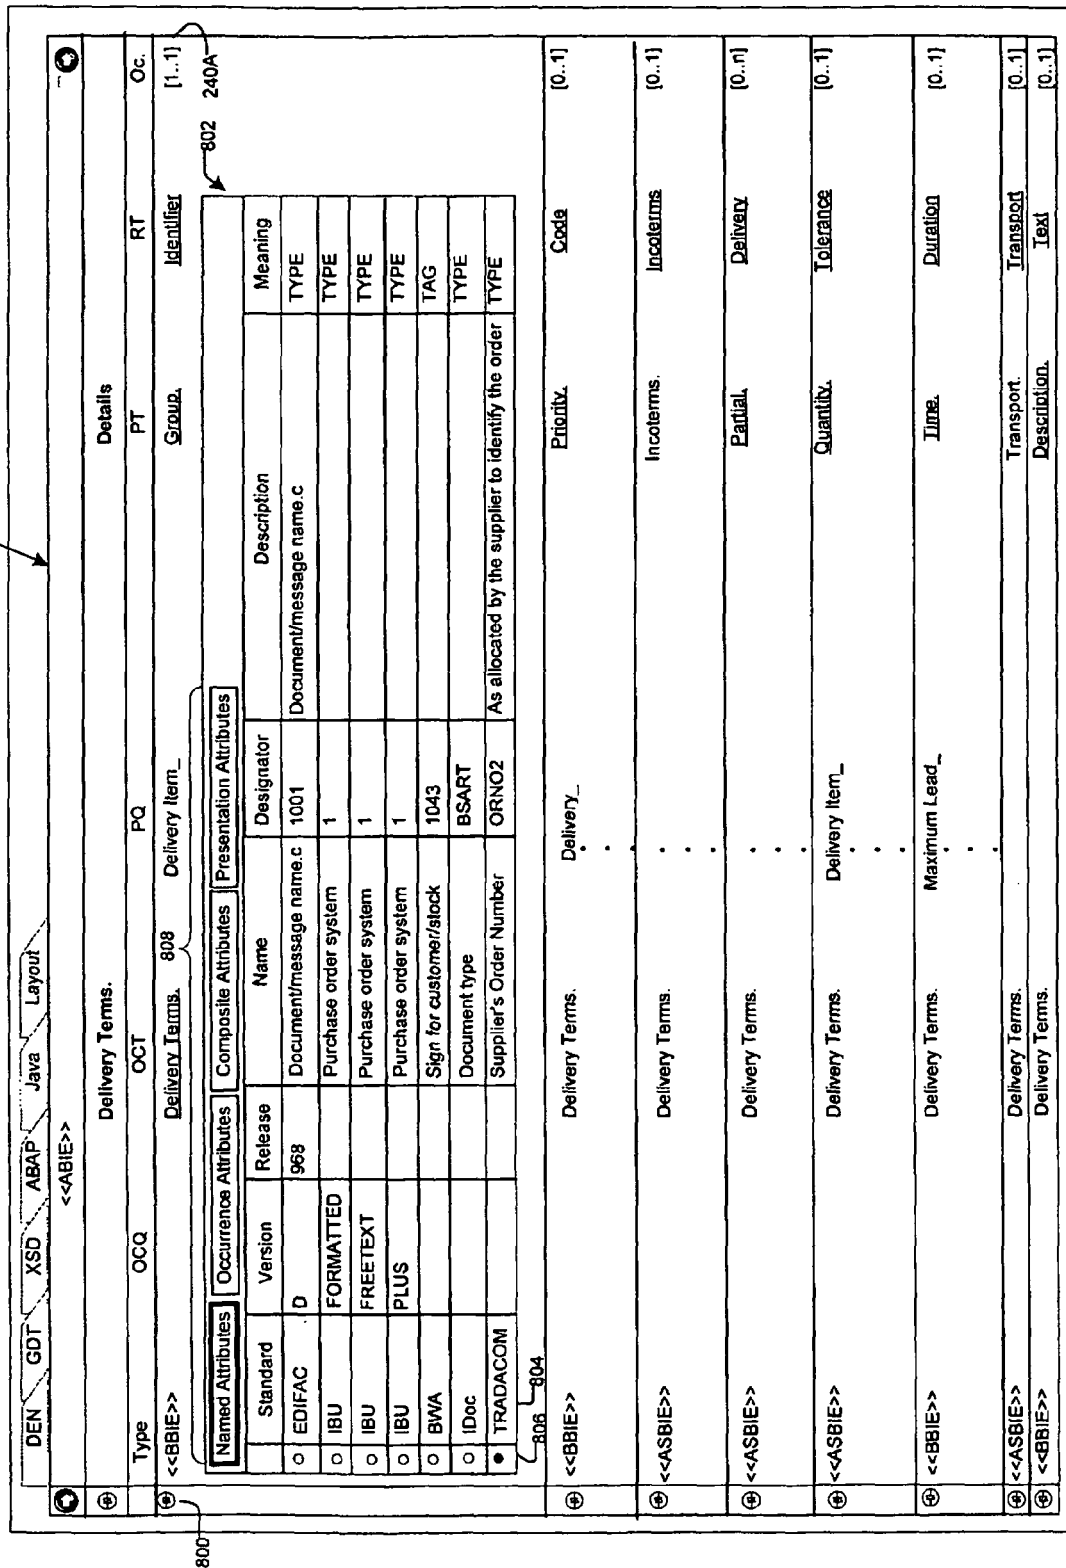 DEN GDT XSD ABAP Java Layout
<<ABIE>>
Delivery Terms. Details
Type OCQ OCT PQ PT RT Oc.
<<BBIE>> Delivery Terms. Delivery Item_ Group. Identifier [1..1]
800 808 802 240A
Named Attributes Occurrence Attributes Composite Attributes Presentation Attributes
Standard Version Release Name Designator Description Meaning
EDIFAC D 968 Document/message name.c 1001 Document/message name.c TYPE
IBU FORMATTED Purchase order system 1 TYPE
IBU FREETEXT Purchase order system 1 TYPE
IBU PLUS Purchase order system 1 TYPE
BWA Sign for customer/stock 1043 TAG
IDoc Document type BSART TYPE
TRADACOM Supplier's Order Number ORNO2 As allocated by the supplier to identify the order TYPE
806 804
<<BBIE>> Delivery Terms. Delivery_ Priority. Code [0..1]
<<ASBIE>> Delivery Terms. Incoterms. Incoterms [0..1]
<<ASBIE>> Delivery Terms. Partial. Delivery [0..n]
<<ASBIE>> Delivery Terms. Delivery Item_ Quantity. Tolerance [0..1]
<<BBIE>> Delivery Terms. Maximum Lead_ Time. Duration [0..1]
<<ASBIE>> Delivery Terms. Transport. Transport [0..1]
<<BBIE>> Delivery Terms. Description. Text [0..1]